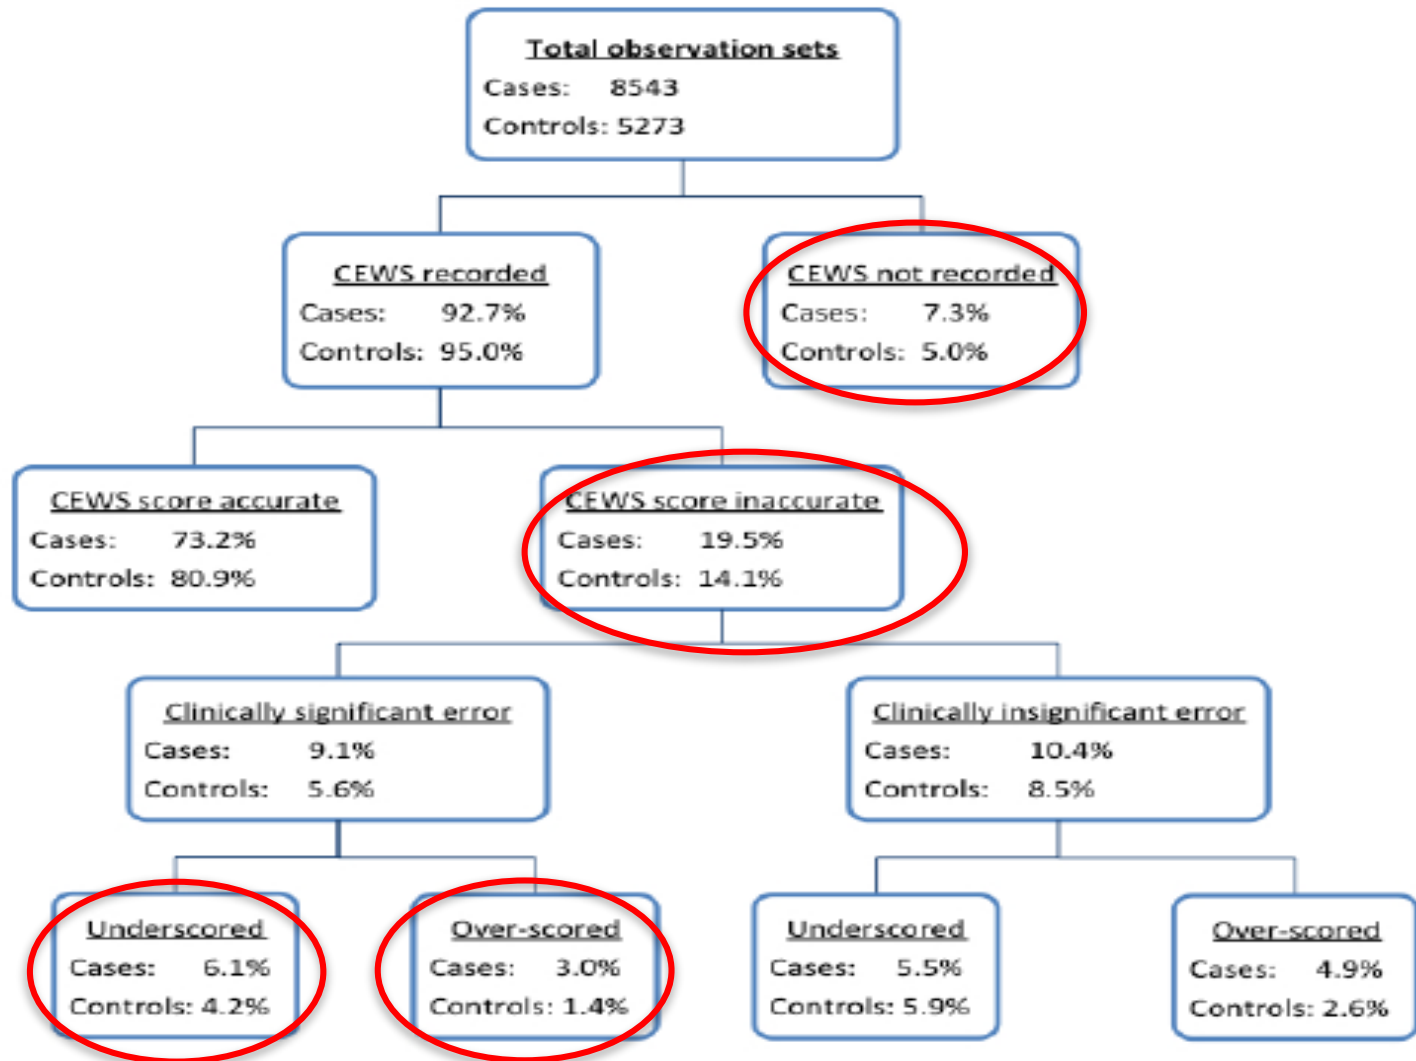 Total observation sets
Cases: 8543
Controls: 5273
CEWS recorded
Cases: 92.7%
Controls: 95.0%
CEWS not recorded
Cases: 7.3%
Controls: 5.0%
CEWS score accurate
Cases: 73.2%
Controls: 80.9%
CEWS score inaccurate
Cases: 19.5%
Controls: 14.1%
Clinically significant error
Cases: 9.1%
Controls: 5.6%
Clinically insignificant error
Cases: 10.4%
Controls: 8.5%
Underscored
Cases: 6.1%
Controls: 4.2%
Over-scored
Cases: 3.0%
Controls: 1.4%
Underscored
Cases: 5.5%
Controls: 5.9%
Over-scored
Cases: 4.9%
Controls: 2.6%